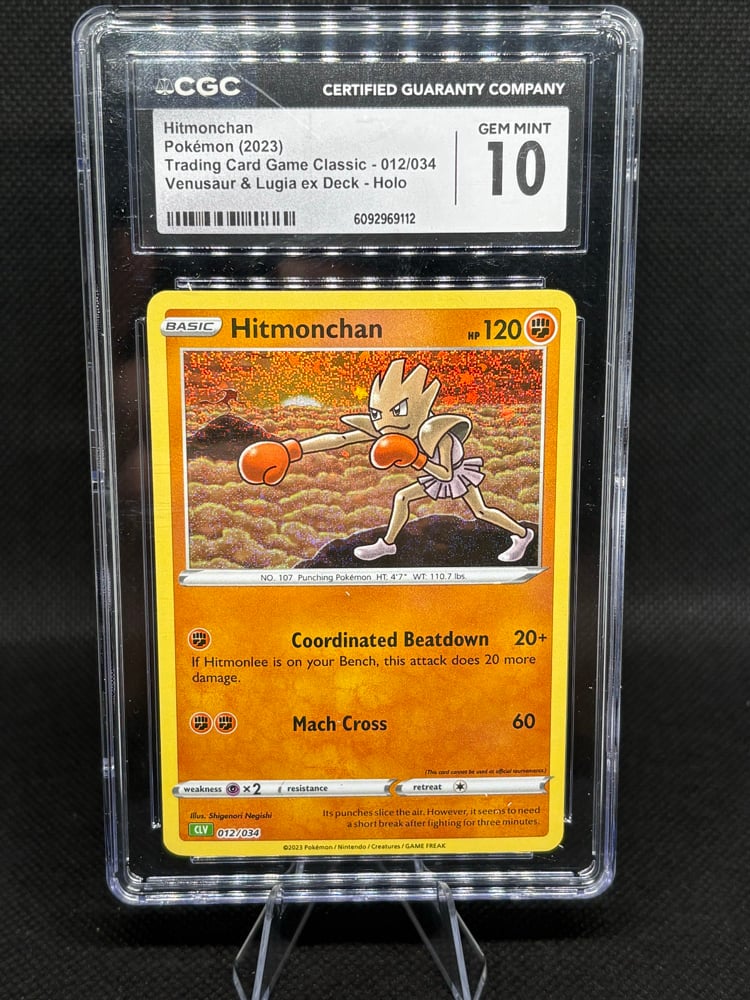 CGC
CERTIFIED GUARANTY COMPANY
Hitmonchan
Pokémon (2023)
Trading Card Game Classic - 012/034
Venusaur & Lugia ex Deck - Holo
6092969112
GEM MINT
10
BASIC Hitmonchan HP 120
NO. 107 Punching Pokémon HT: 4'7" WT: 110.7 lbs.
Coordinated Beatdown 20+
If Hitmonlee is on your Bench, this attack does 20 more
damage.
Mach Cross 60
(This card cannot be used at official tournaments.)
weakness ×2 resistance retreat
Illus. Shigenori Negishi
CLV 012/034
Its punches slice the air. However, it seems to need
a short break after fighting for three minutes.
©2023 Pokémon / Nintendo / Creatures / GAME FREAK